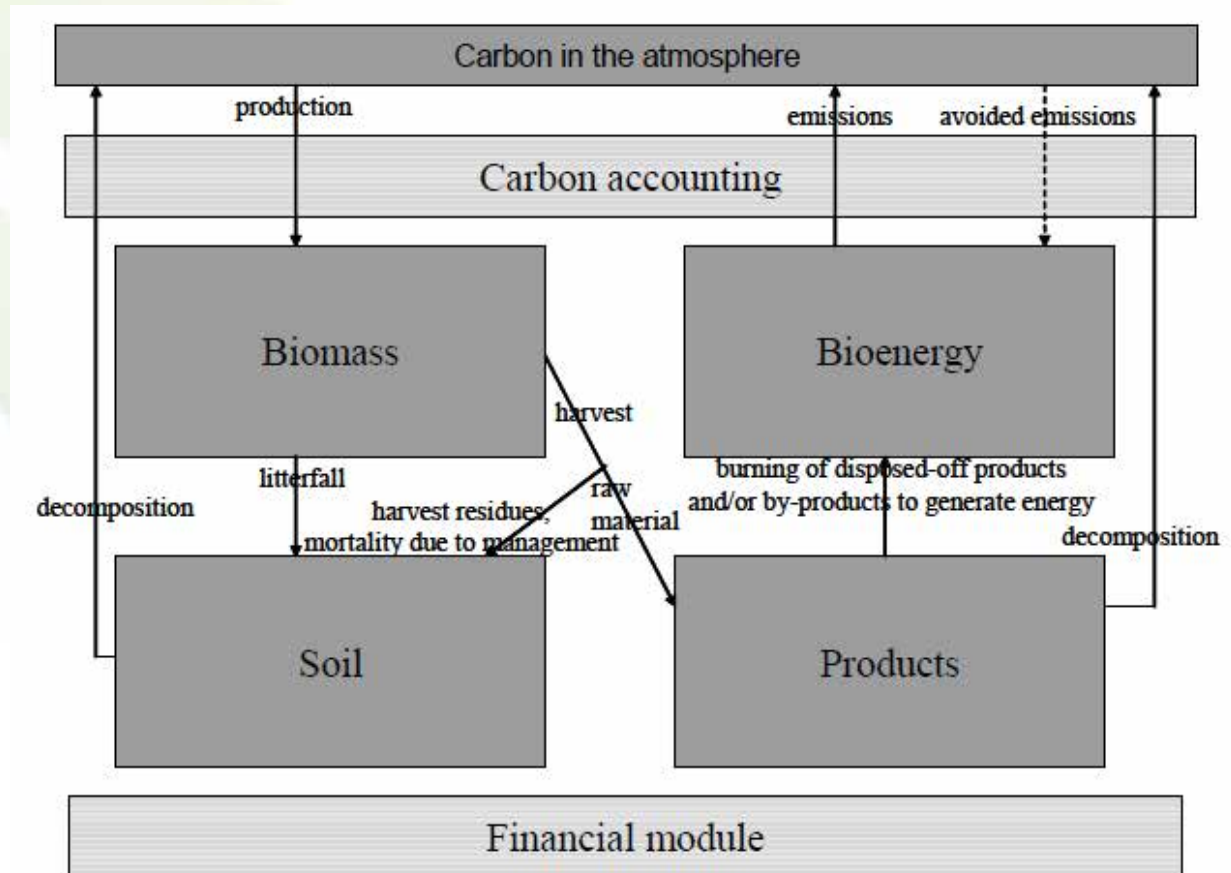 Carbon in the atmosphere
production
emissions
avoided emissions
Carbon accounting
Biomass
Bioenergy
harvest
litterfall
burning of disposed-off products
and/or by-products to generate energy
decomposition
harvest residues,
mortality due to management
raw
material
decomposition
Soil
Products
Financial module